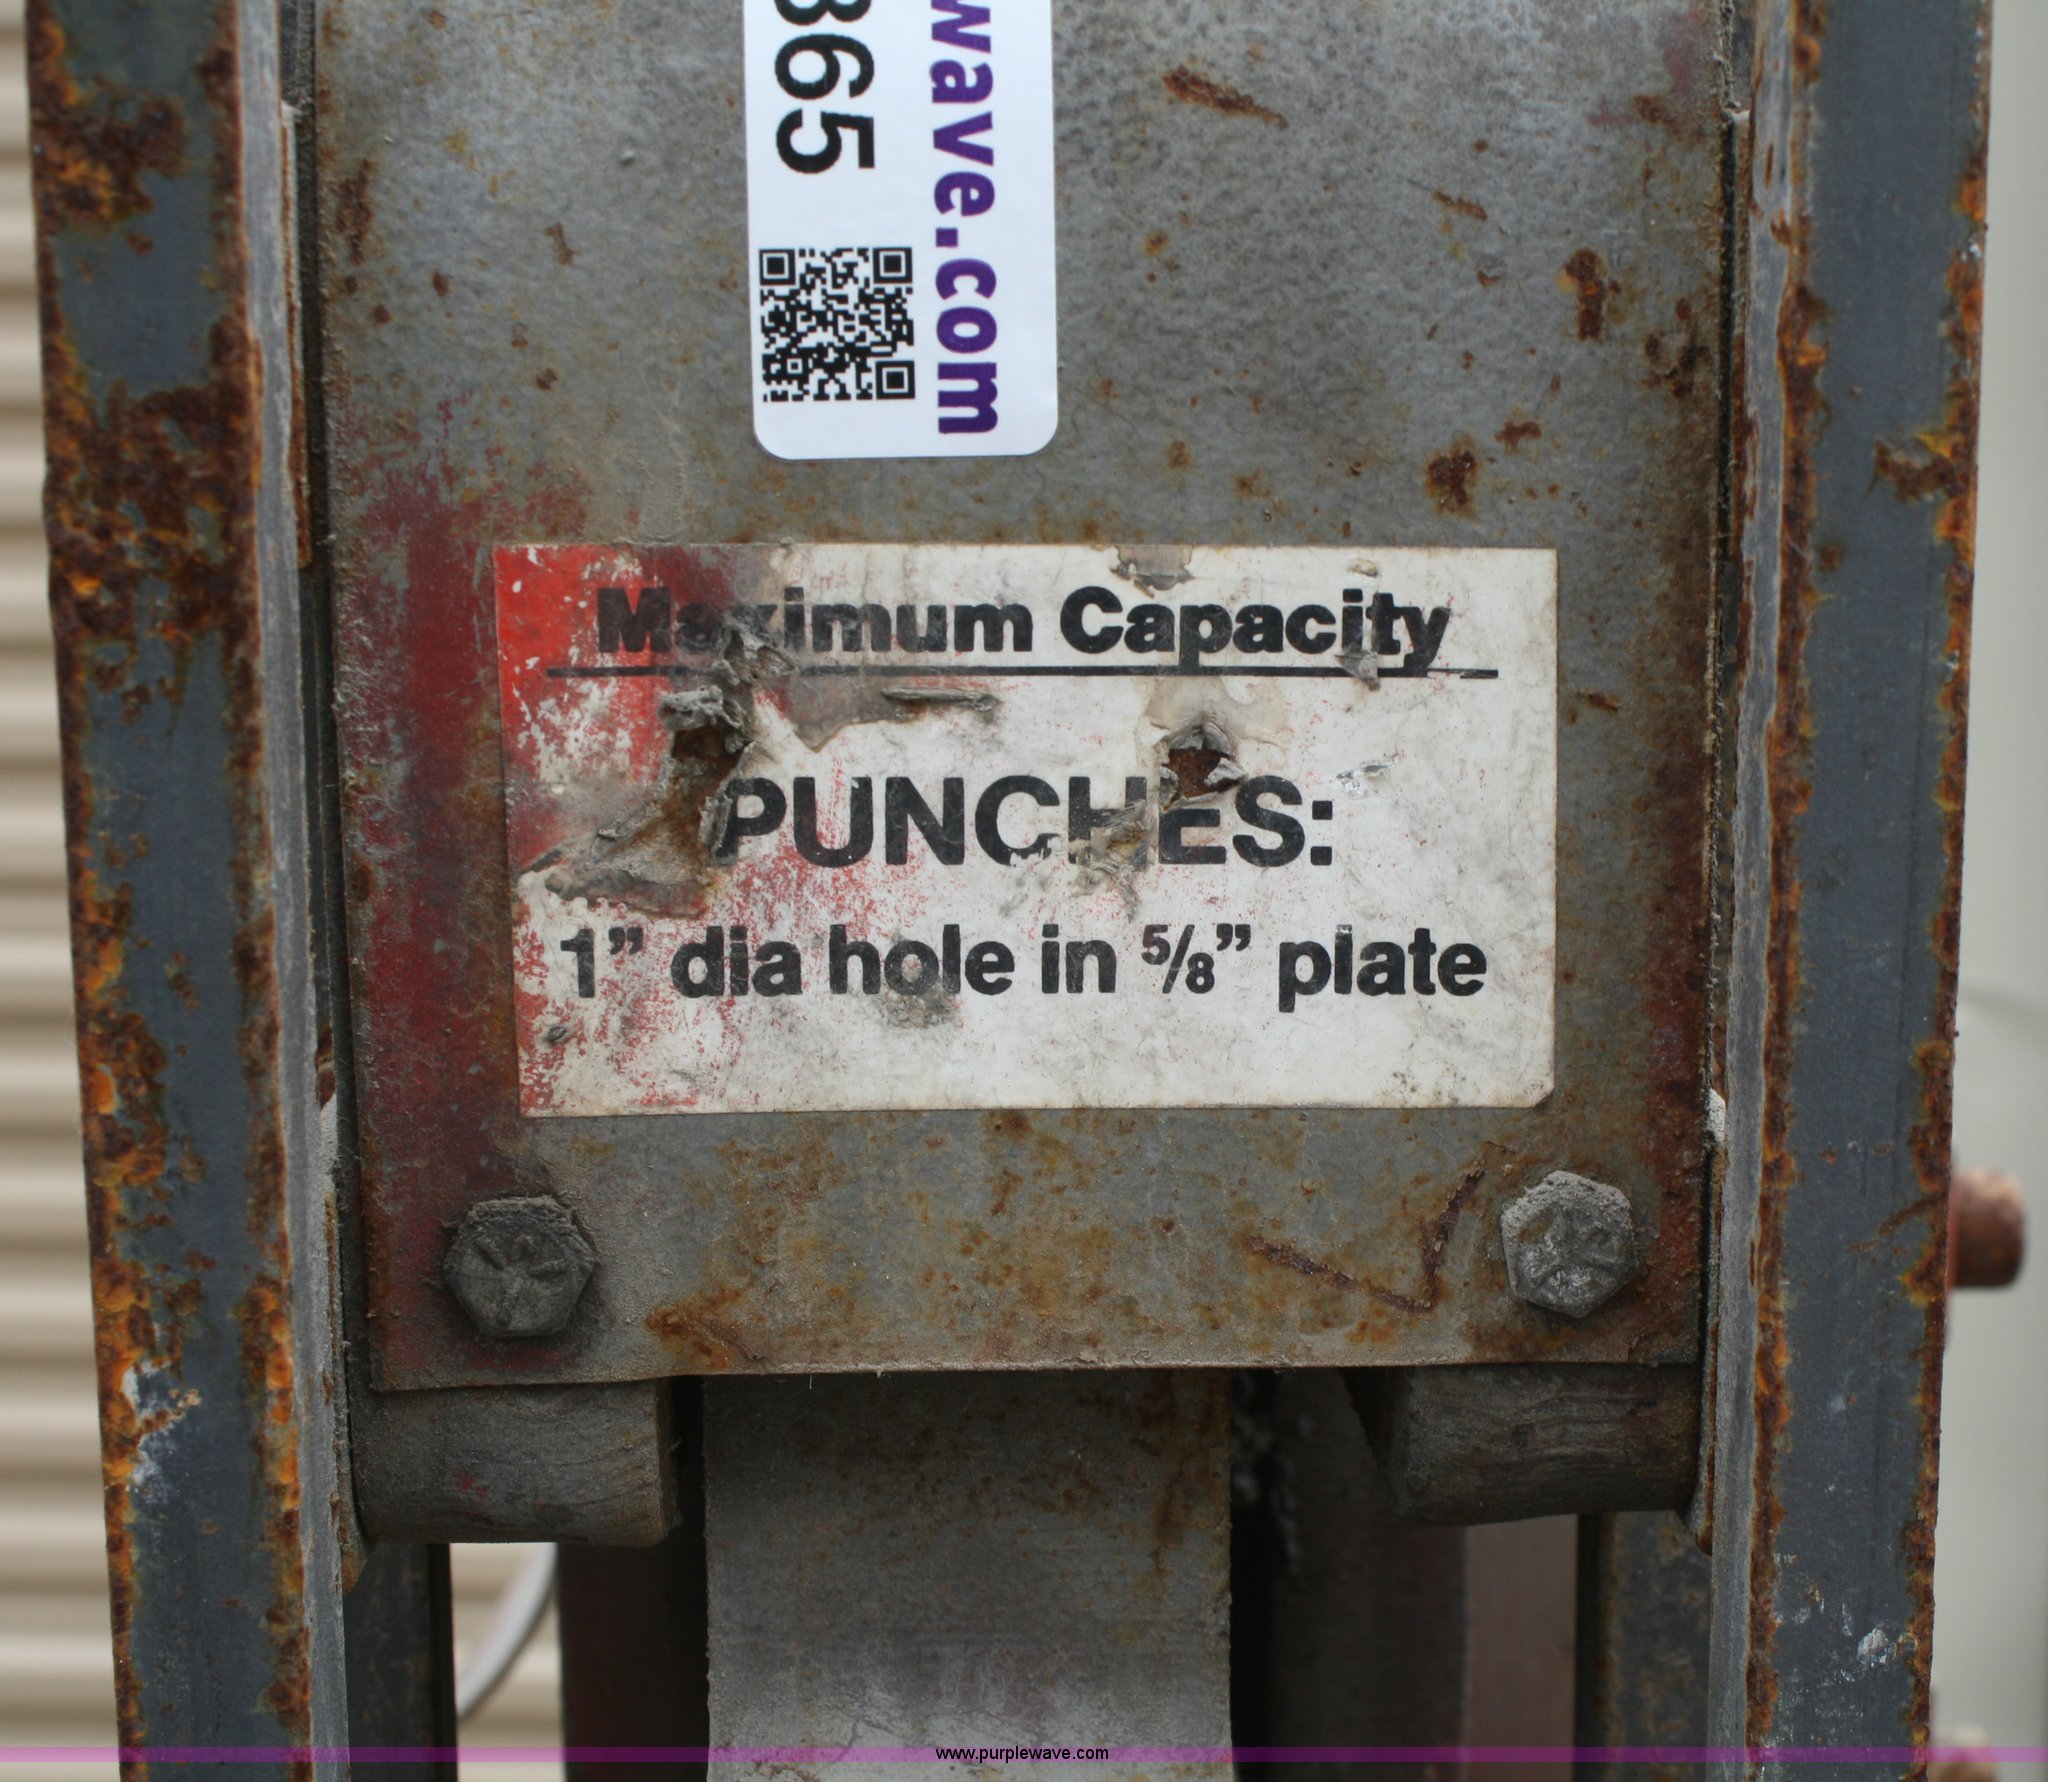 865
wave.com
Maximum Capacity
PUNCHES:
1” dia hole in 5/8” plate
www.purplewave.com